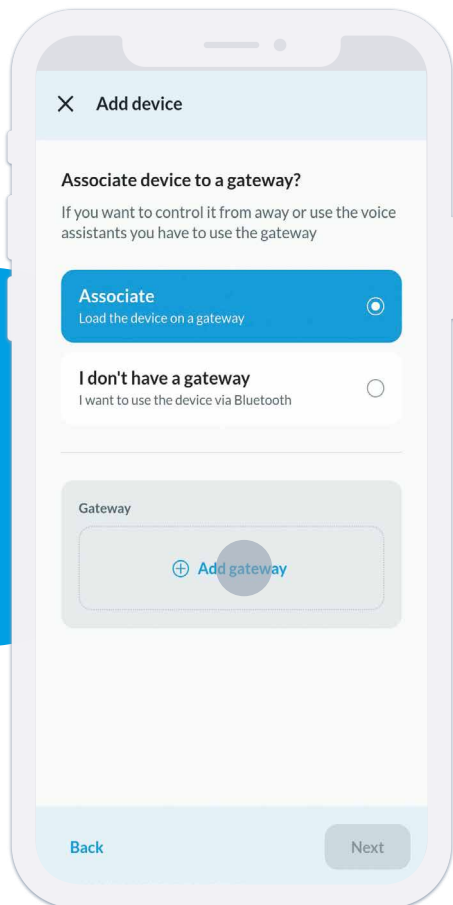 Add device
Associate device to a gateway?
If you want to control it from away or use the voice
assistants you have to use the gateway
Associate
Load the device on a gateway
I don't have a gateway
I want to use the device via Bluetooth
Gateway
Add gateway
Back
Next